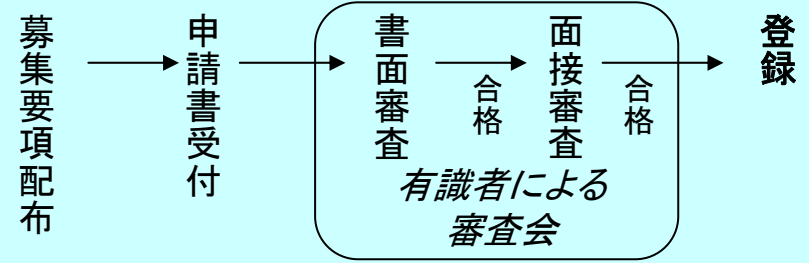 募集要項配布
申請書受付
書面審査
合格
面接審査
合格
登録
有識者による
審査会